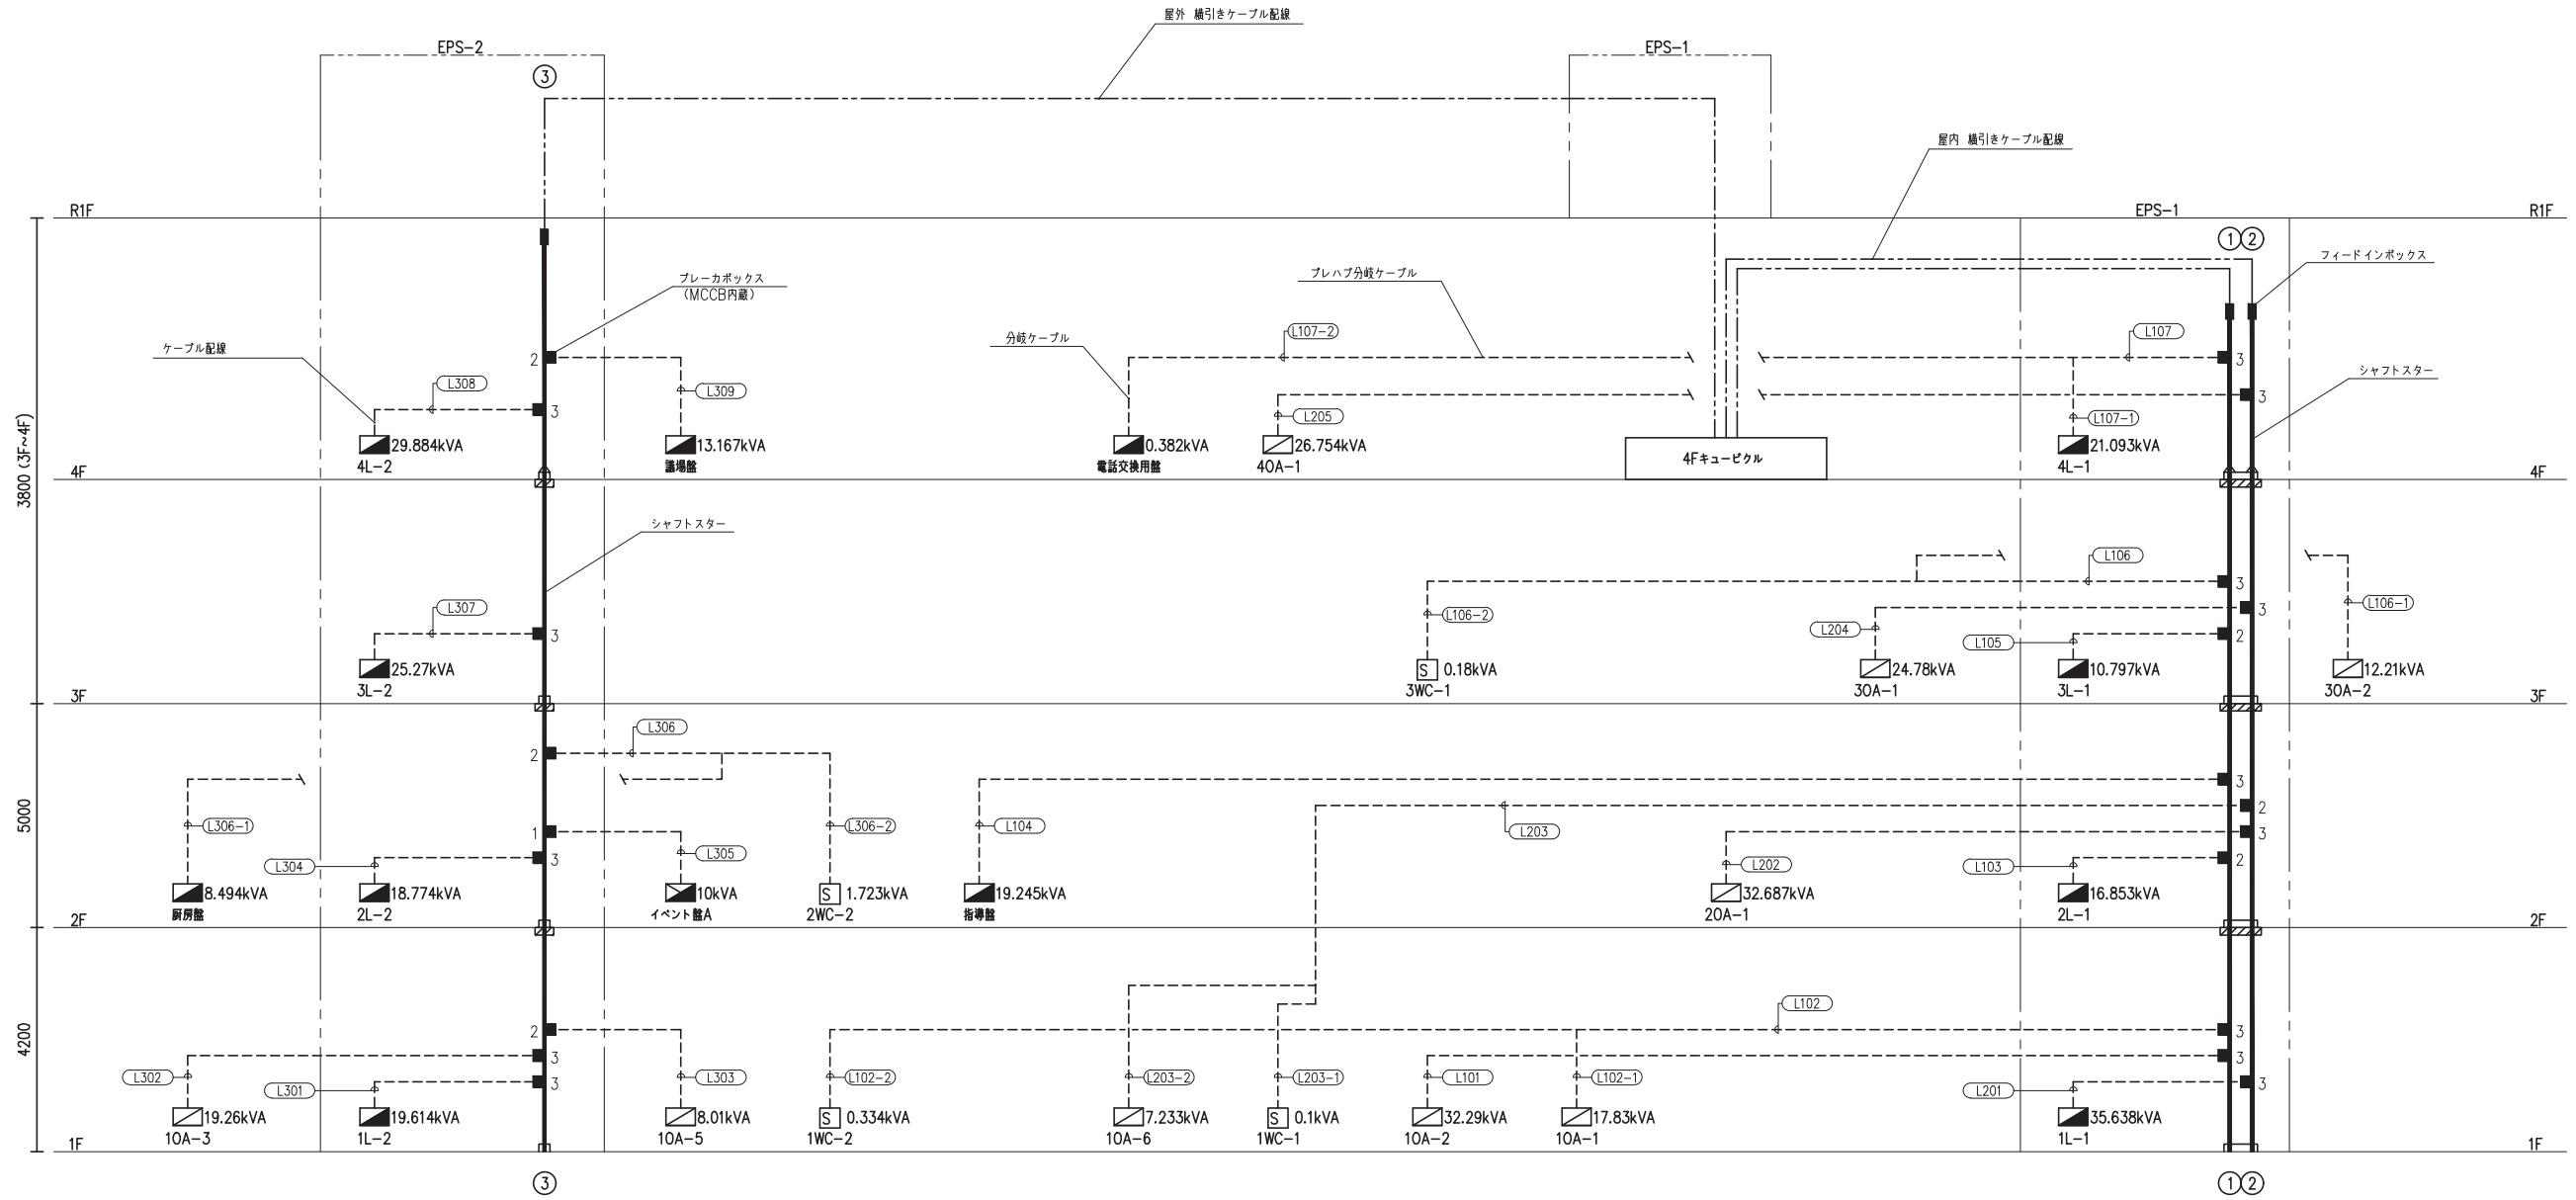 屋外 横引きケーブル配線
EPS-2
EPS-1
③
屋内 横引きケーブル配線
R1F
EPS-1
R1F
① ②
フィードインボックス
ブレーカボックス
(MCCB内蔵)
プレハブ分岐ケーブル
分岐ケーブル
ケーブル配線
L107-2
L107
2
3
シャフトスター
L308
L309
3
L205
3
L107-1
29.884kVA
4L-2
13.167kVA
議場盤
0.382kVA
電話交換用盤
26.754kVA
4OA-1
4Fキュービクル
21.093kVA
4L-1
3800 (3F~4F)
4F
4F
シャフトスター
L106
3
L307
L106-2
3
L106-1
3
L204
L105
2
25.27kVA
3L-2
S 0.18kVA
3WC-1
24.78kVA
3OA-1
10.797kVA
3L-1
12.21kVA
3OA-2
3F
3F
L306
2
3
5000
2
L306-1
L306-2
L104
L203
1
3
L304
3
L305
L202
L103
2
8.494kVA
厨房盤
18.774kVA
2L-2
10kVA
イベント盤A
S 1.723kVA
2WC-2
19.245kVA
指導盤
32.687kVA
2OA-1
16.853kVA
2L-1
2F
2F
L102
4200
2
3
3
3
L302
L303
L102-2
L203-2
L203-1
L101
L102-1
L301
3
L201
3
19.26kVA
1OA-3
19.614kVA
1L-2
8.01kVA
1OA-5
S 0.334kVA
1WC-2
7.233kVA
1OA-6
S 0.1kVA
1WC-1
32.29kVA
1OA-2
17.83kVA
1OA-1
35.638kVA
1L-1
1F
1F
③
① ②